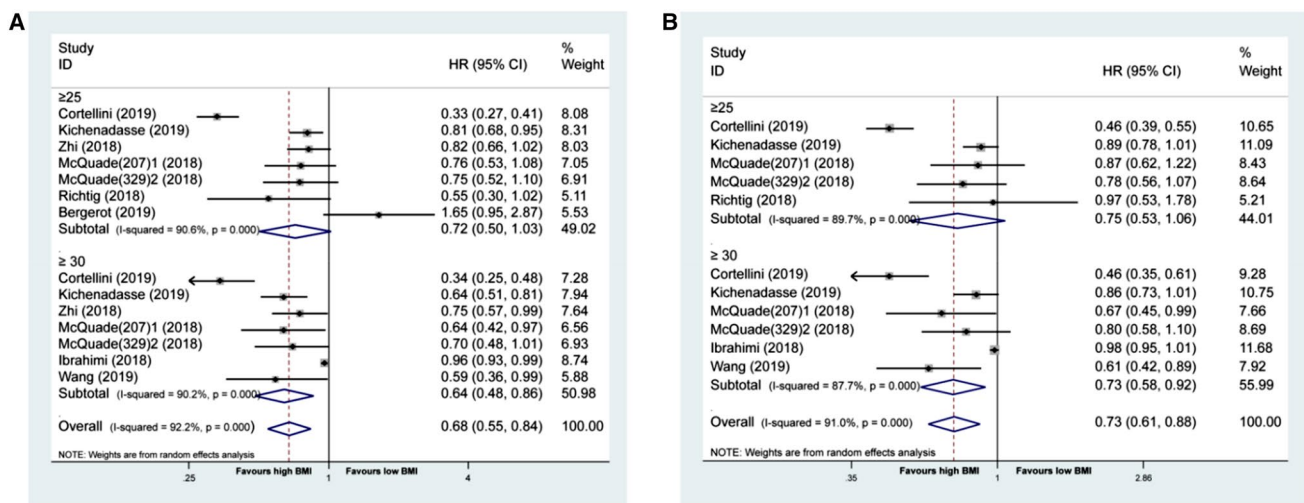 A
Study
ID HR (95% CI) % Weight
≥25
Cortellini (2019) 0.33 (0.27, 0.41) 8.08
Kichenadasse (2019) 0.81 (0.68, 0.95) 8.31
Zhi (2018) 0.82 (0.66, 1.02) 8.03
McQuade(207)1 (2018) 0.76 (0.53, 1.08) 7.05
McQuade(329)2 (2018) 0.75 (0.52, 1.10) 6.91
Richtig (2018) 0.55 (0.30, 1.02) 5.11
Bergerot (2019) 1.65 (0.95, 2.87) 5.53
Subtotal (I-squared = 90.6%, p = 0.000) 0.72 (0.50, 1.03) 49.02
.
≥ 30
Cortellini (2019) 0.34 (0.25, 0.48) 7.28
Kichenadasse (2019) 0.64 (0.51, 0.81) 7.94
Zhi (2018) 0.75 (0.57, 0.99) 7.64
McQuade(207)1 (2018) 0.64 (0.42, 0.97) 6.56
McQuade(329)2 (2018) 0.70 (0.48, 1.01) 6.93
Ibrahimi (2018) 0.96 (0.93, 0.99) 8.74
Wang (2019) 0.59 (0.36, 0.99) 5.88
Subtotal (I-squared = 90.2%, p = 0.000) 0.64 (0.48, 0.86) 50.98
.
Overall (I-squared = 92.2%, p = 0.000) 0.68 (0.55, 0.84) 100.00
NOTE: Weights are from random effects analysis
Favours high BMI Favours low BMI
.25 1 4
B
Study
ID HR (95% CI) % Weight
≥25
Cortellini (2019) 0.46 (0.39, 0.55) 10.65
Kichenadasse (2019) 0.89 (0.78, 1.01) 11.09
McQuade(207)1 (2018) 0.87 (0.62, 1.22) 8.43
McQuade(329)2 (2018) 0.78 (0.56, 1.07) 8.64
Richtig (2018) 0.97 (0.53, 1.78) 5.21
Subtotal (I-squared = 89.7%, p = 0.000) 0.75 (0.53, 1.06) 44.01
.
≥ 30
Cortellini (2019) 0.46 (0.35, 0.61) 9.28
Kichenadasse (2019) 0.86 (0.73, 1.01) 10.75
McQuade(207)1 (2018) 0.67 (0.45, 0.99) 7.66
McQuade(329)2 (2018) 0.80 (0.58, 1.10) 8.69
Ibrahimi (2018) 0.98 (0.95, 1.01) 11.68
Wang (2019) 0.61 (0.42, 0.89) 7.92
Subtotal (I-squared = 87.7%, p = 0.000) 0.73 (0.58, 0.92) 55.99
.
Overall (I-squared = 91.0%, p = 0.000) 0.73 (0.61, 0.88) 100.00
NOTE: Weights are from random effects analysis
Favours high BMI Favours low BMI
.35 1 2.86